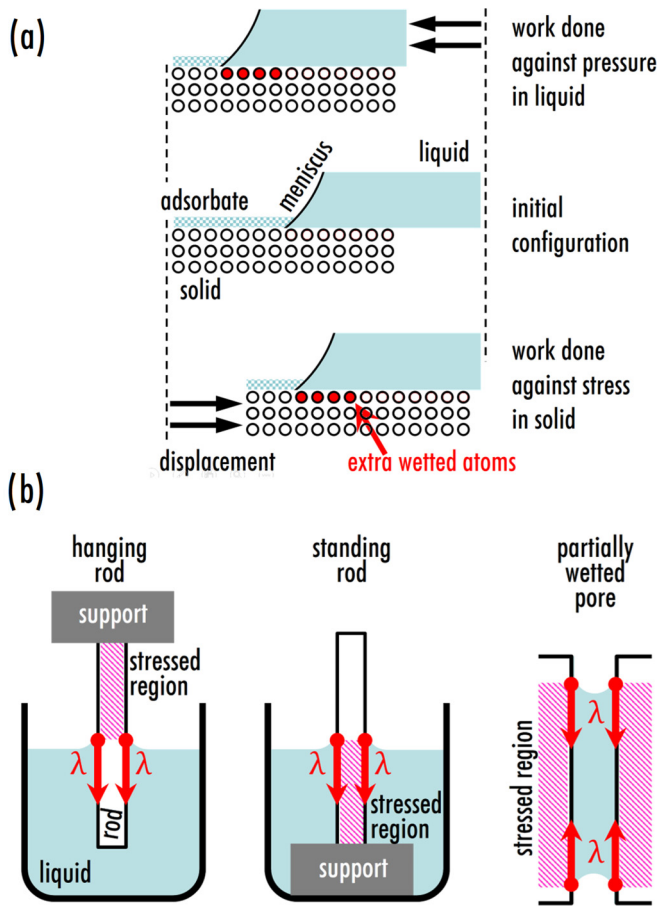 (a)
work done
against pressure
in liquid
meniscus
liquid
adsorbate
initial
configuration
solid
work done
against stress
in solid
displacement
extra wetted atoms
(b)
hanging
rod
standing
rod
partially
wetted
pore
support
stressed
region
λ
λ
rod
liquid
λ
λ
stressed
region
support
stressed region
λ
λ